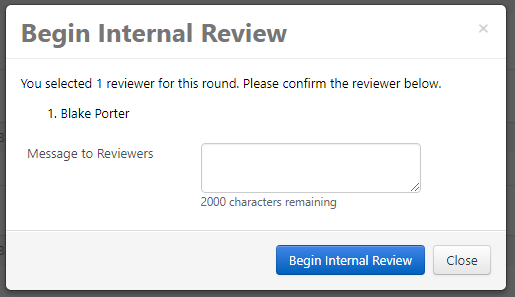 Begin Internal Review
×
You selected 1 reviewer for this round. Please confirm the reviewer below.
1. Blake Porter
Message to Reviewers
2000 characters remaining
Begin Internal Review
Close